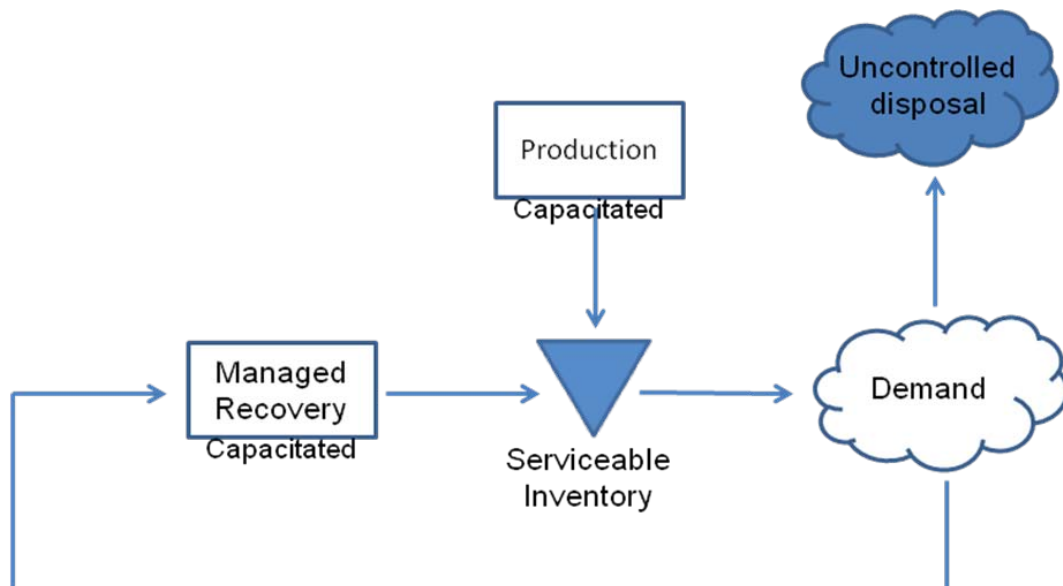 Uncontrolled
disposal
Production
Capacitated
Managed
Recovery
Capacitated
Serviceable
Inventory
Demand